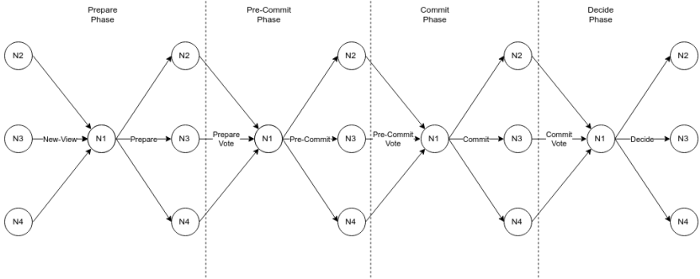 Prepare
Phase
Pre-Commit
Phase
Commit
Phase
Decide
Phase
N2
N2
N2
N2
N2
N3
New-View
N1
Prepare
N3
Prepare
Vote
N1
Pre-Commit
N3
Pre-Commit
Vote
N1
Commit
N3
Commit
Vote
N1
Decide
N3
N4
N4
N4
N4
N4